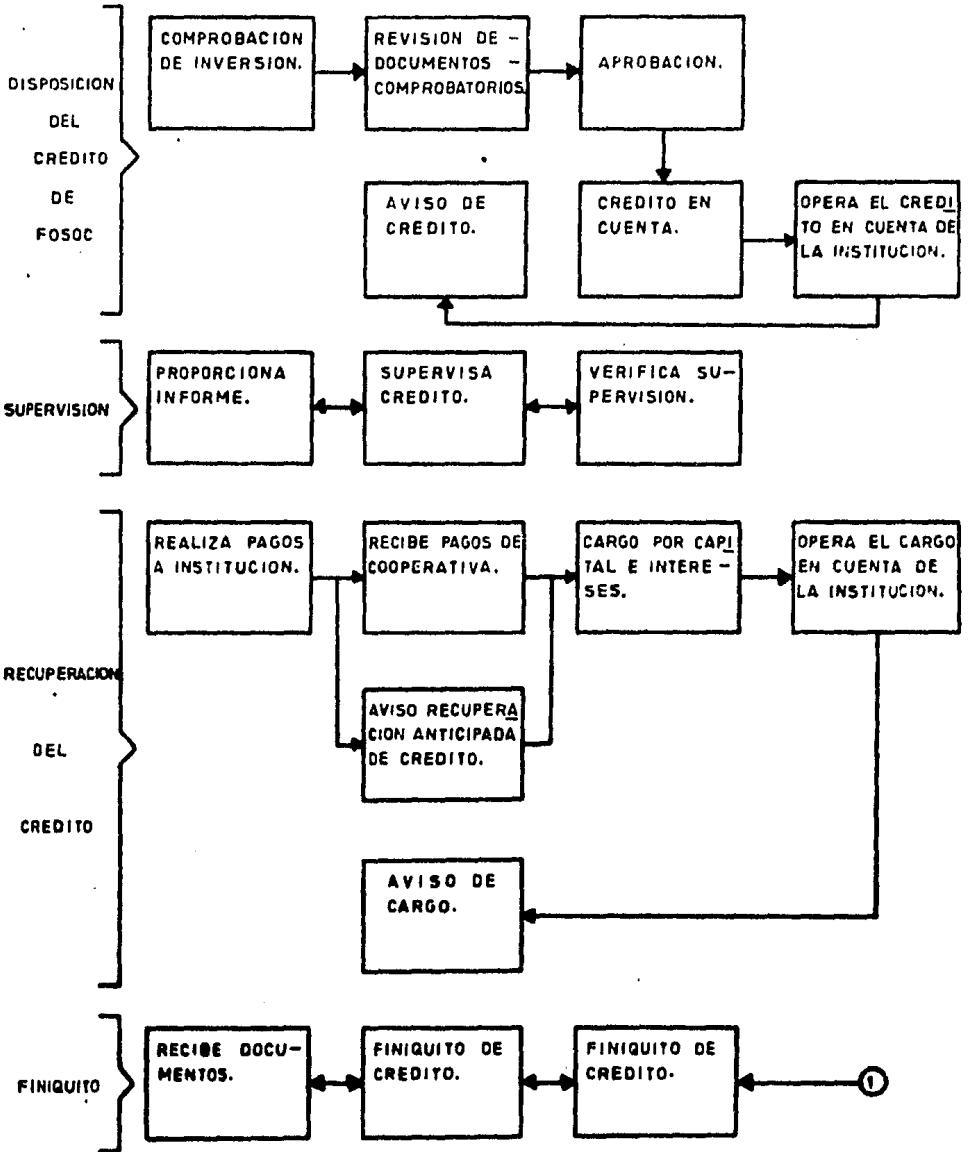 DISPOSICION
DEL
CREDITO
DE
FOSOC
COMPROBACION
DE INVERSION.
REVISION DE -
DOCUMENTOS -
COMPROBATORIOS.
APROBACION.
AVISO DE
CREDITO.
CREDITO EN
CUENTA.
OPERA EL CREDI
TO EN CUENTA DE
LA INSTITUCION.
SUPERVISION
PROPORCIONA
INFORME.
SUPERVISA
CREDITO.
VERIFICA SU-
PERVISION.
RECUPERACION
DEL
CREDITO
REALIZA PAGOS
A INSTITUCION.
RECIBE PAGOS DE
COOPERATIVA.
CARGO POR CAPI
TAL E INTERE-
SES.
OPERA EL CARGO
EN CUENTA DE
LA INSTITUCION.
AVISO RECUPERA
CION ANTICIPADA
DE CREDITO.
AVISO DE
CARGO.
FINIQUITO
RECIBE DOCU-
MENTOS.
FINIQUITO DE
CREDITO.
FINIQUITO DE
CREDITO.
1